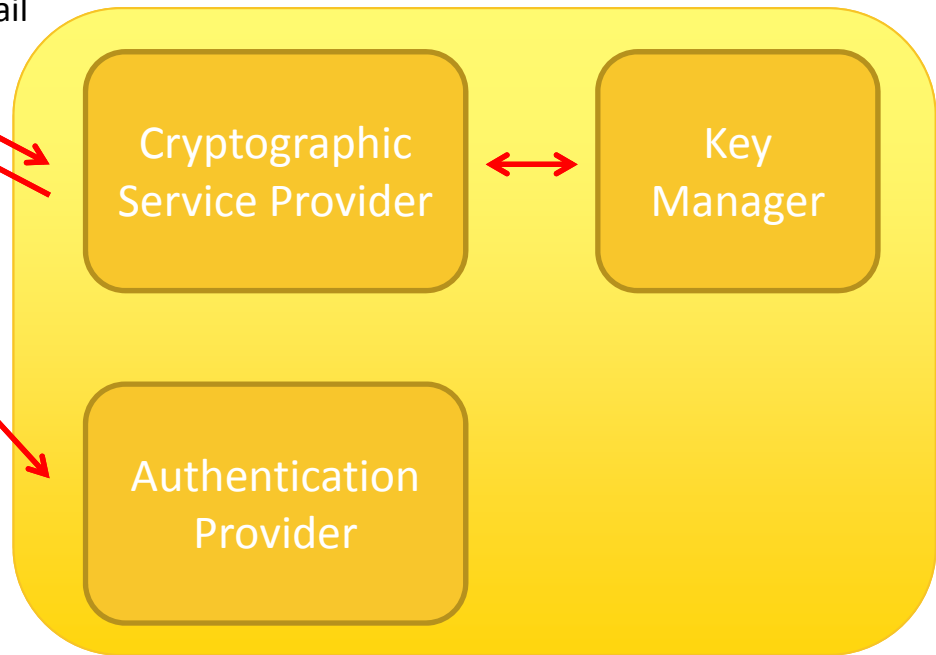 Cryptographic
Service Provider
Key
Manager
Authentication
Provider